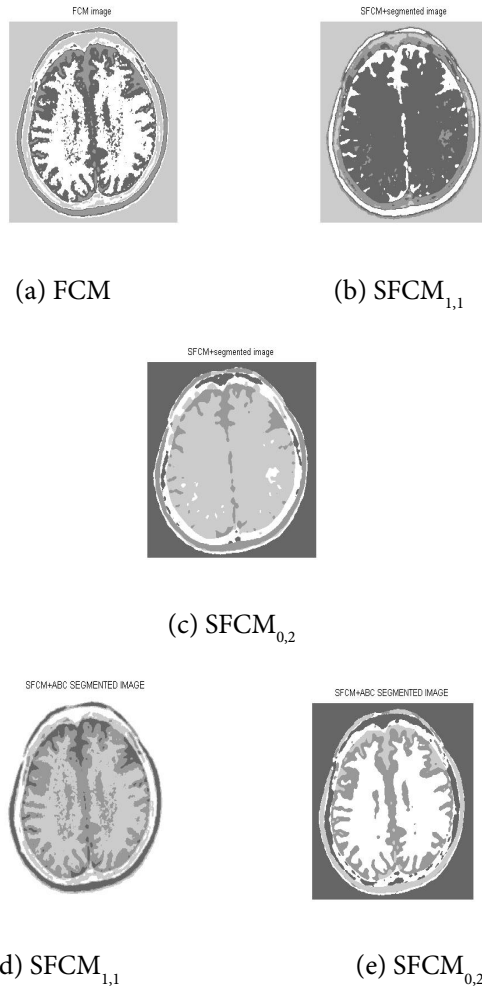 FCM image
SFCM+segmented image
(a) FCM
(b) SFCM1,1
SFCM+segmented image
(c) SFCM0,2
SFCM+ABC SEGMENTED IMAGE
SFCM+ABC SEGMENTED IMAGE
d) SFCM1,1
(e) SFCM0,2